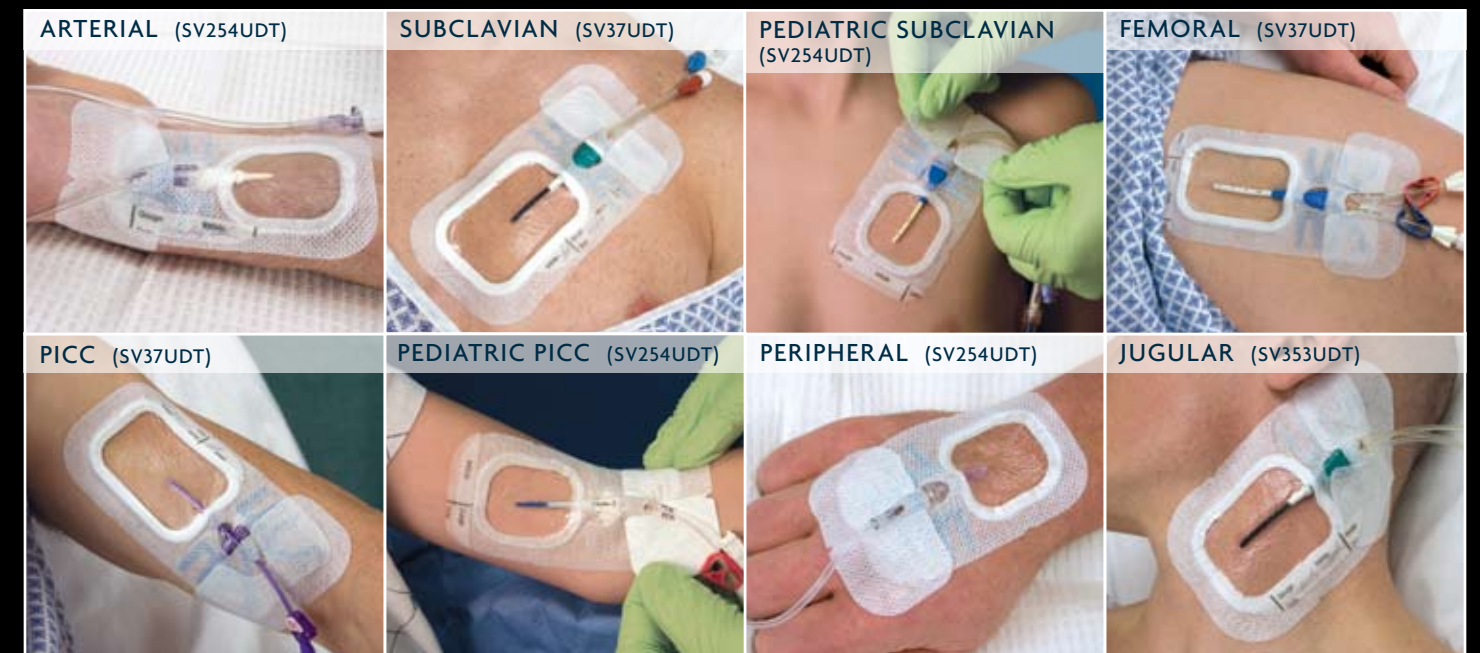 ARTERIAL (SV254UDT)
SUBCLAVIAN (SV37UDT)
PEDIATRIC SUBCLAVIAN
(SV254UDT)
FEMORAL (SV37UDT)
PICC (SV37UDT)
PEDIATRIC PICC (SV254UDT)
PERIPHERAL (SV254UDT)
JUGULAR (SV353UDT)